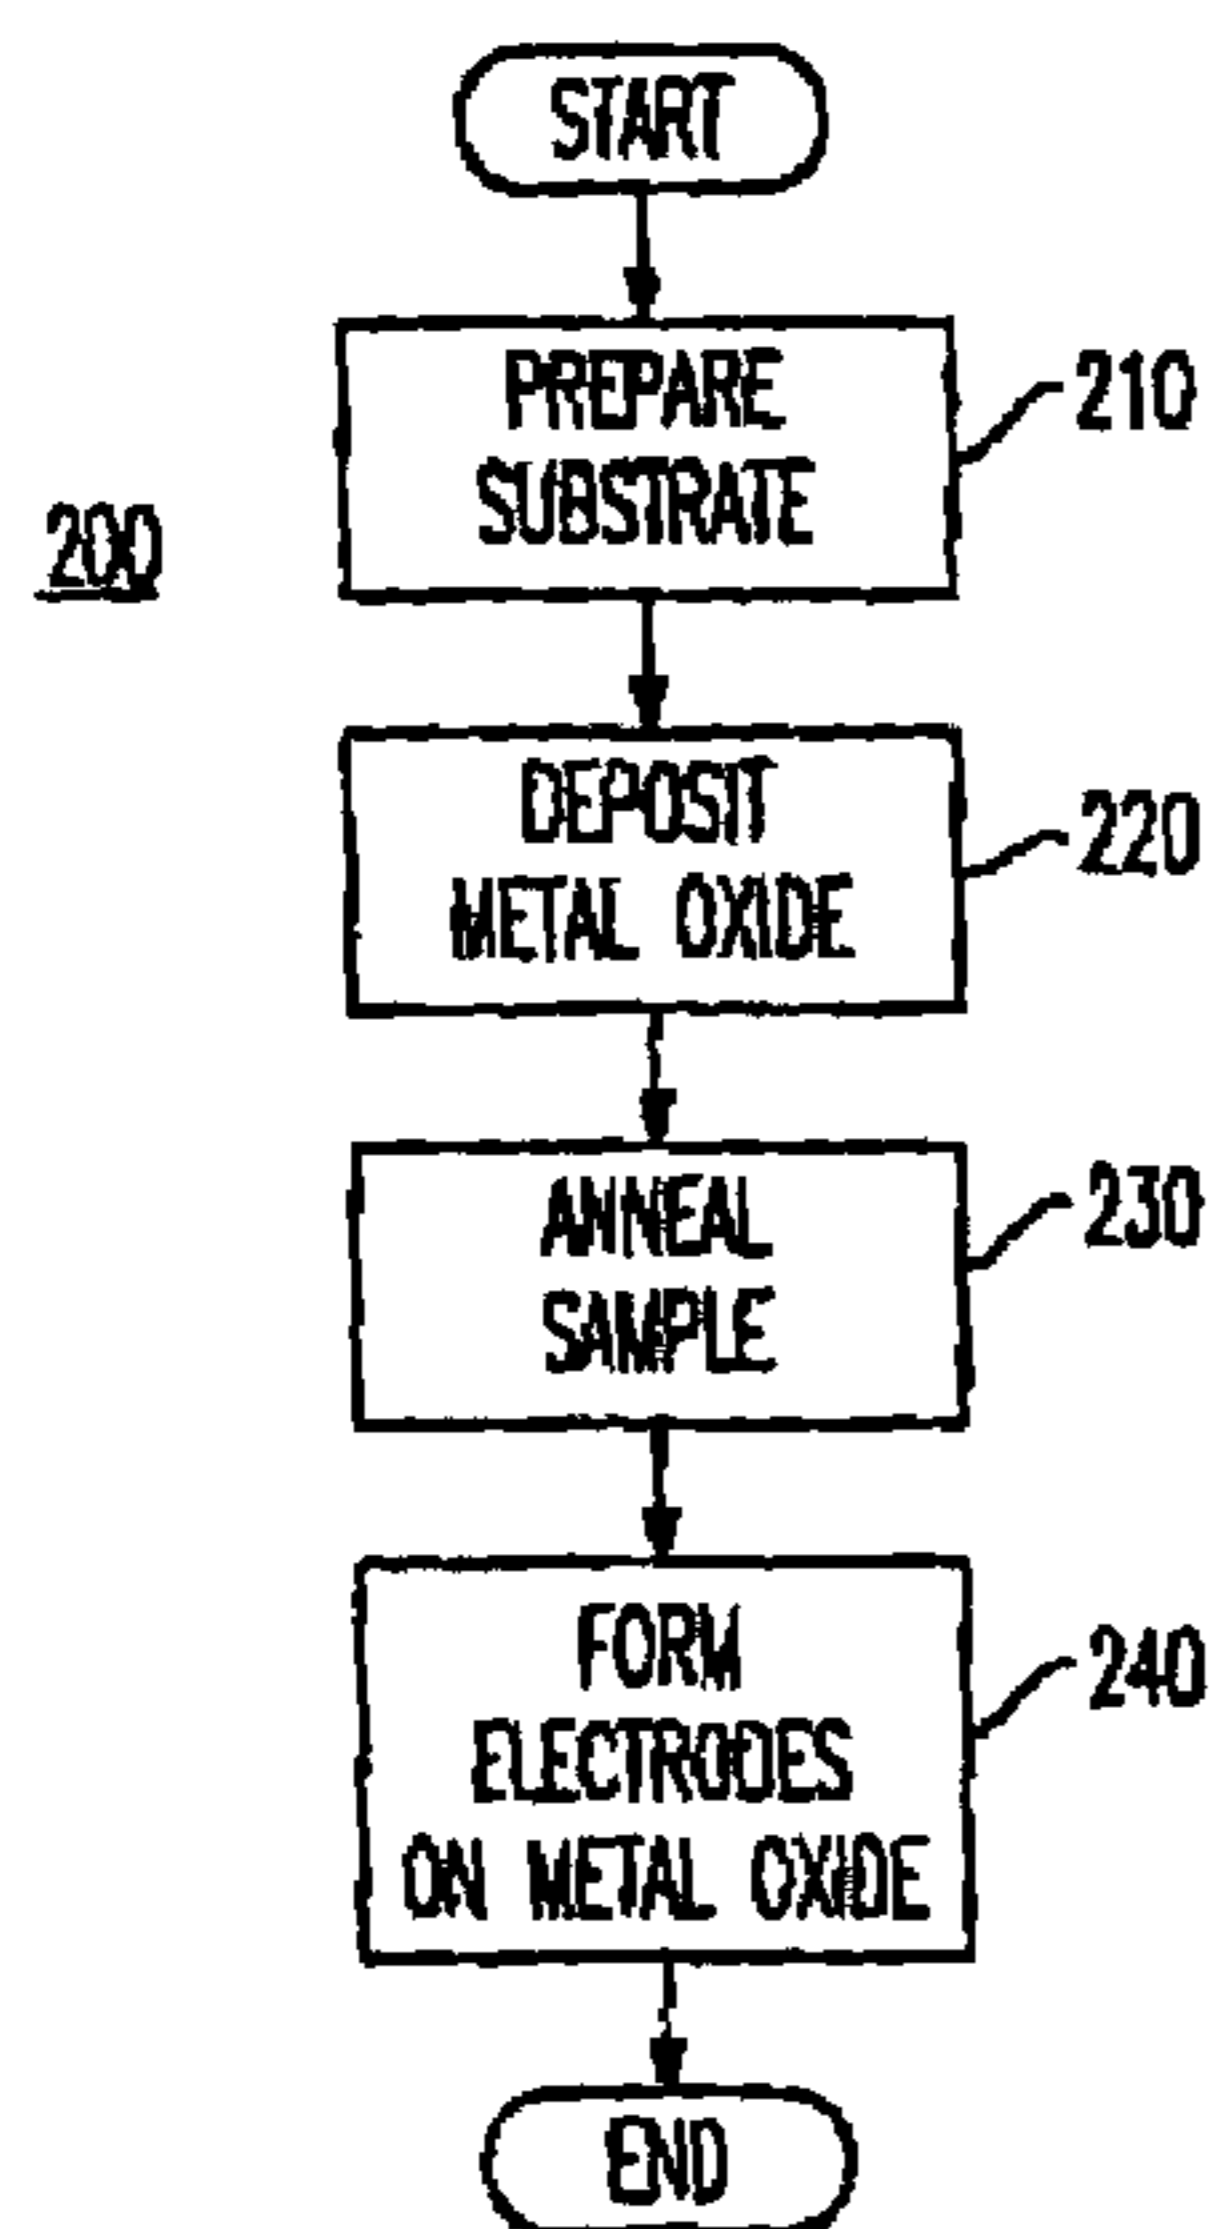 START
PREPARE
SUBSTRATE
210
200
DEPOSIT
METAL OXIDE
220
ANNEAL
SAMPLE
230
FORM
ELECTRODES
ON METAL OXIDE
240
END